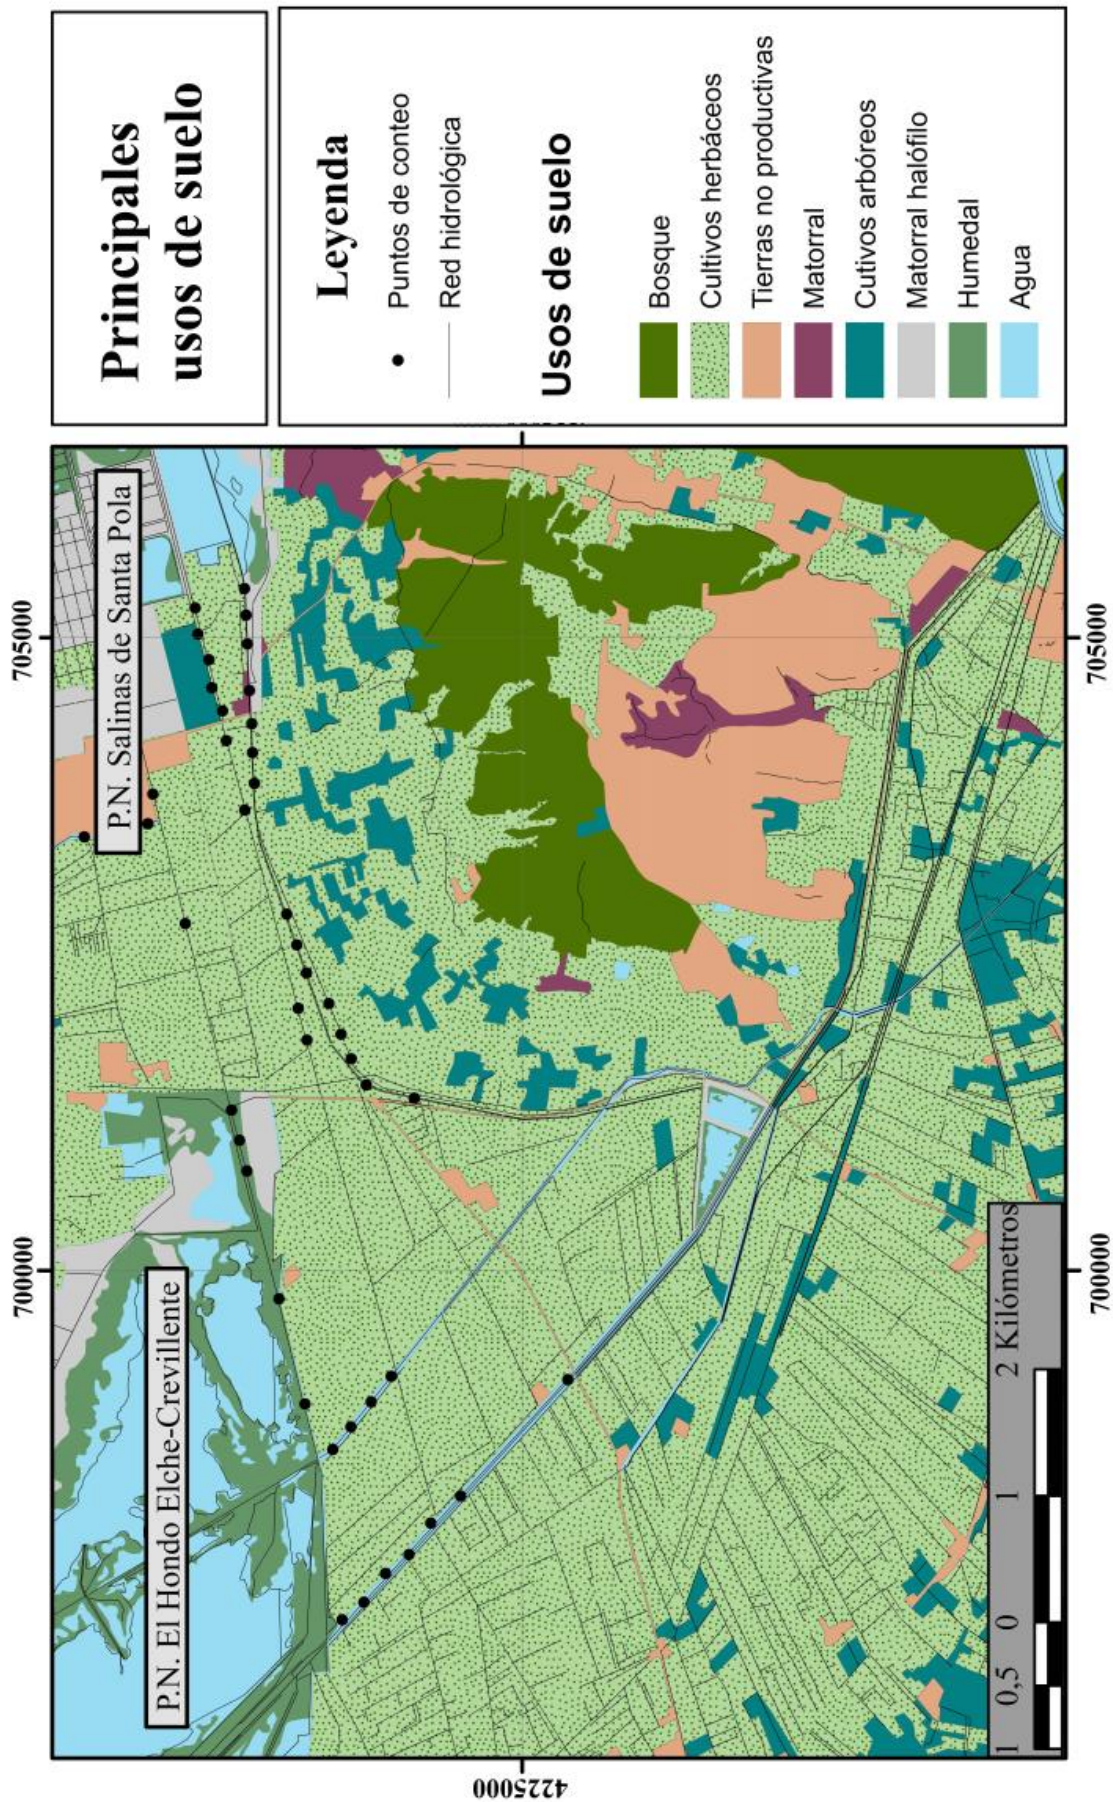 Principales
usos de suelo
Leyenda
Puntos de conteo
Red hidrológica
Usos de suelo
Bosque
Cultivos herbáceos
Tierras no productivas
Matorral
Cutivos arbóreos
Matorral halófilo
Humedal
Agua
700000
705000
P.N. El Hondo Elche-Crevillente
P.N. Salinas de Santa Pola
4225000
1 0,5 0 1 2 Kilómetros
700000
705000